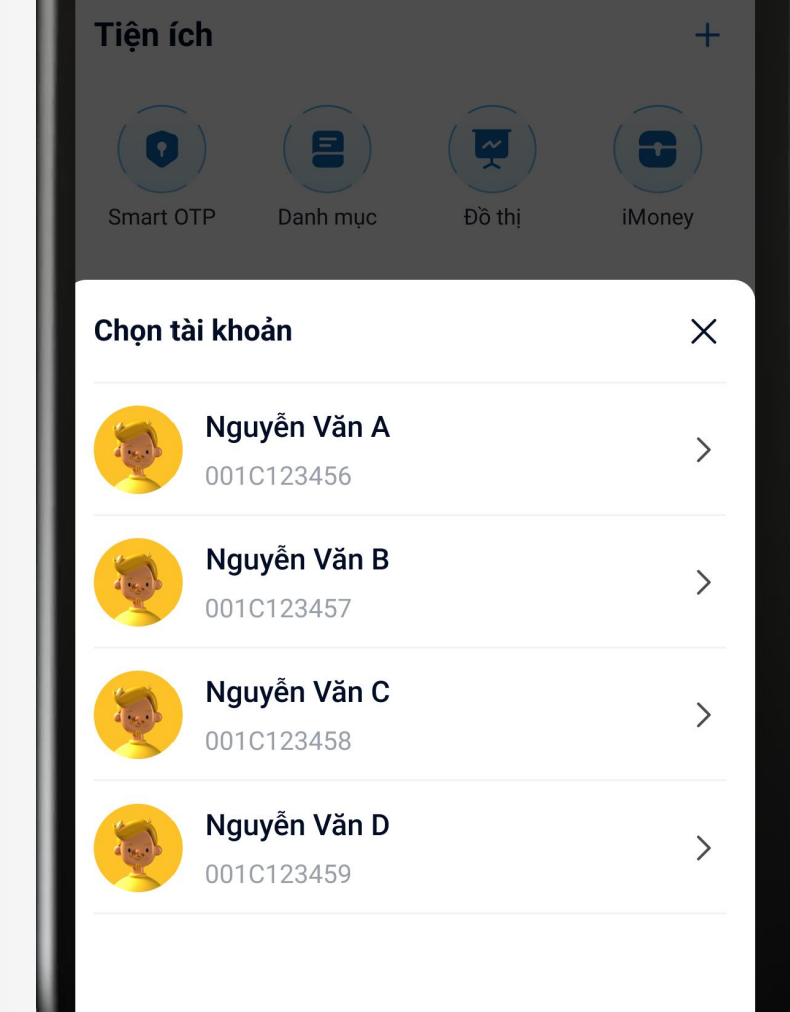 Tiện ích
Smart OTP
Danh mục
Đồ thị
iMoney
Chọn tài khoản
Nguyễn Văn A
001C123456
Nguyễn Văn B
001C123457
Nguyễn Văn C
001C123458
Nguyễn Văn D
001C123459